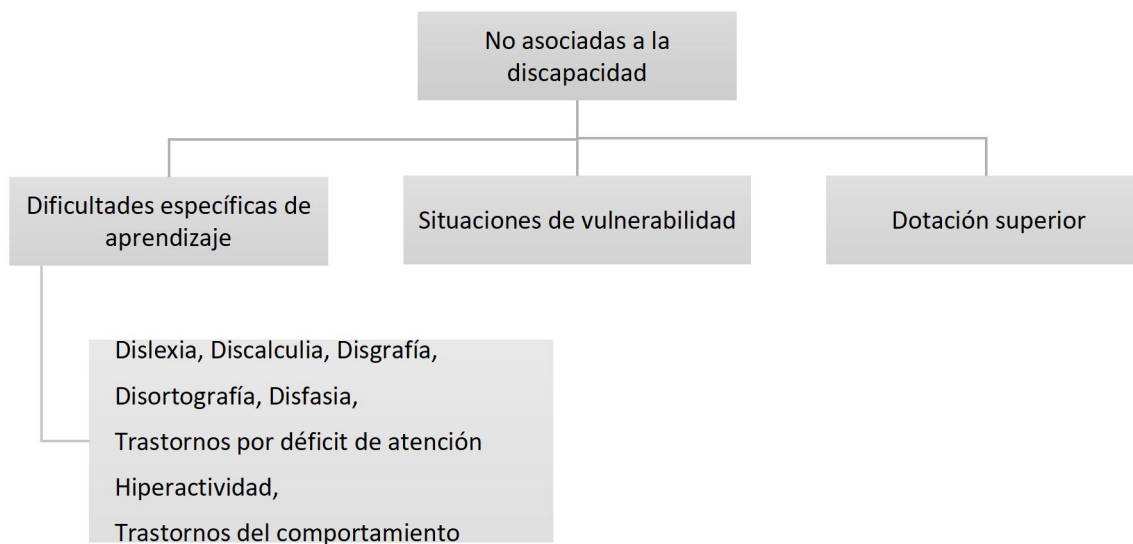 No asociadas a la
discapacidad
Dificultades específicas de
aprendizaje
Situaciones de vulnerabilidad
Dotación superior
Dislexia, Discalculia, Disgrafía,
Disortografía, Disfasia,
Trastornos por déficit de atención
Hiperactividad,
Trastornos del comportamiento